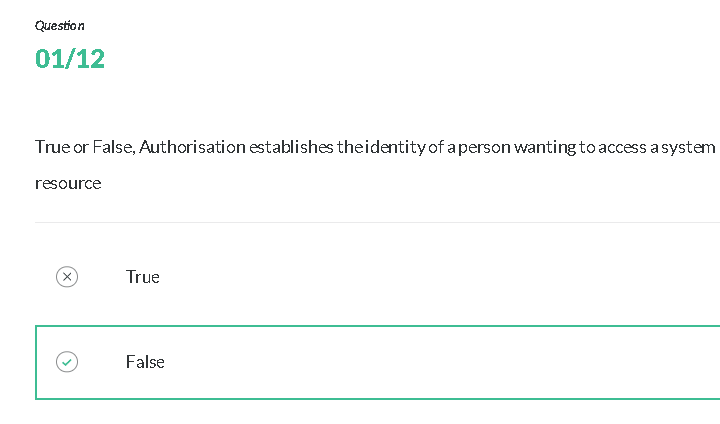 Question
01/12
True or False, Authorisation establishes the identity of a person wanting to access a system
resource
True
False